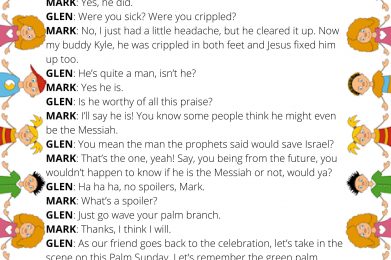 MARK: Yes, he did.
GLEN: Were you sick? Were you crippled?
MARK: No, I just had a little headache, but he cleared it up. Now
my buddy Kyle, he was crippled in both feet and Jesus fixed him
up too.
GLEN: He’s quite a man, isn’t he?
MARK: Yes he is.
GLEN: Is he worthy of all this praise?
MARK: I’ll say he is! You know some people think he might even
be the Messiah.
GLEN: You mean the man the prophets said would save Israel?
MARK: That’s the one, yeah! Say, you being from the future, you
wouldn’t happen to know if he is the Messiah or not, would ya?
GLEN: Ha ha ha, no spoilers, Mark.
MARK: What’s a spoiler?
GLEN: Just go wave your palm branch.
MARK: Thanks, I think I will.
GLEN: As our friend goes back to the celebration, let’s take in the
scene on this Palm Sunday. Let’s remember the green palm